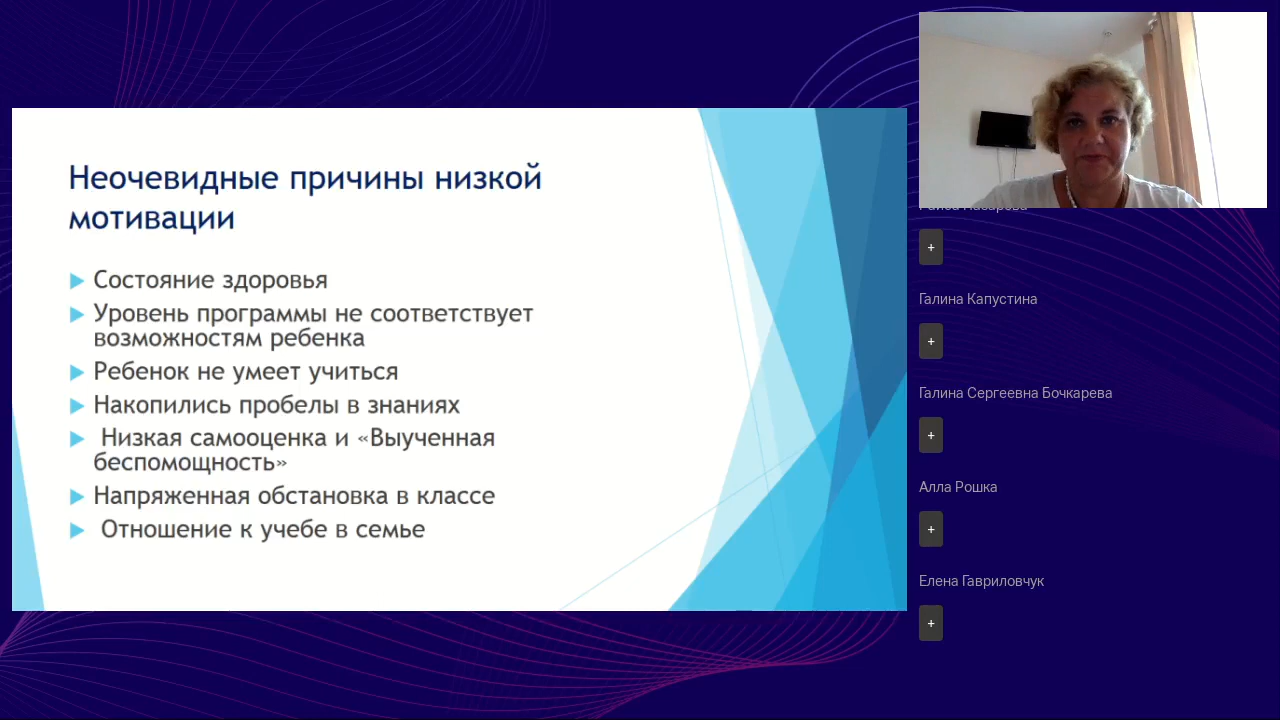 Неочевидные причины низкой
мотивации
Состояние здоровья
Уровень программы не соответствует
возможностям ребенка
Ребенок не умеет учиться
Накопились пробелы в знаниях
Низкая самооценка и «Выученная
беспомощность»
Напряженная обстановка в классе
Отношение к учебе в семье
+
Галина Капустина
+
Галина Сергеевна Бочкарева
+
Алла Рошка
+
Елена Гавриловчук
+